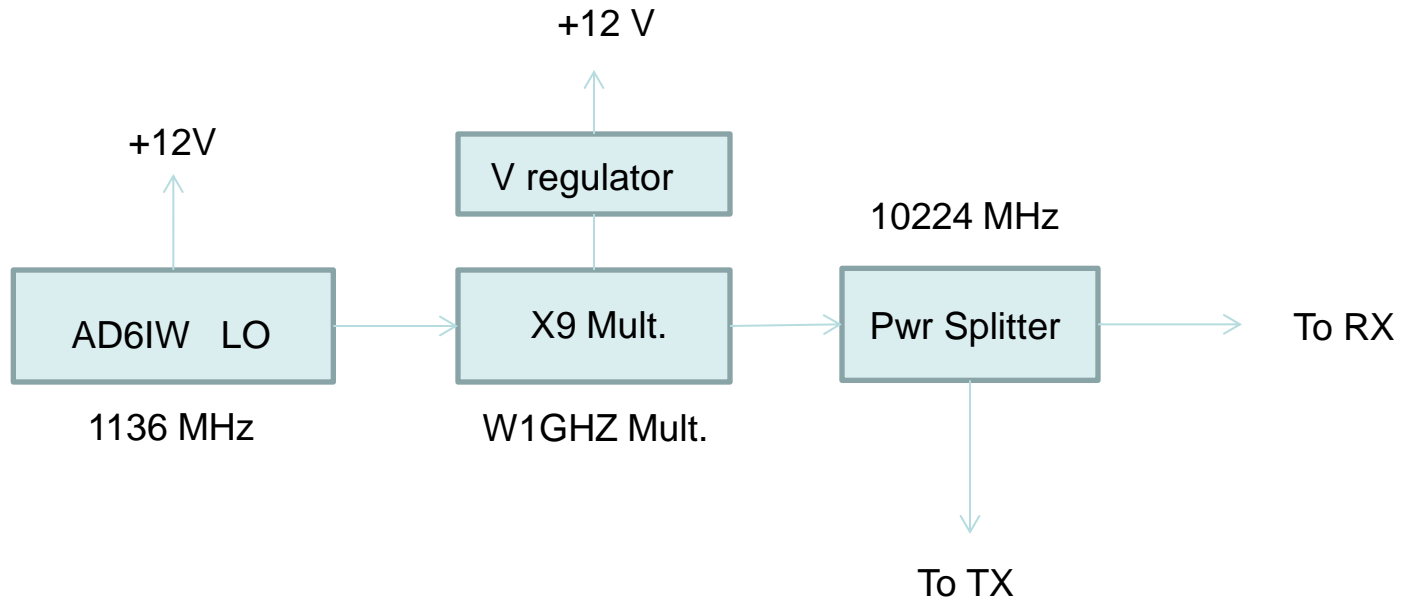 +12 V
+12V
V regulator
10224 MHz
AD6IW LO
X9 Mult.
Pwr Splitter
To RX
1136 MHz
W1GHZ Mult.
To TX